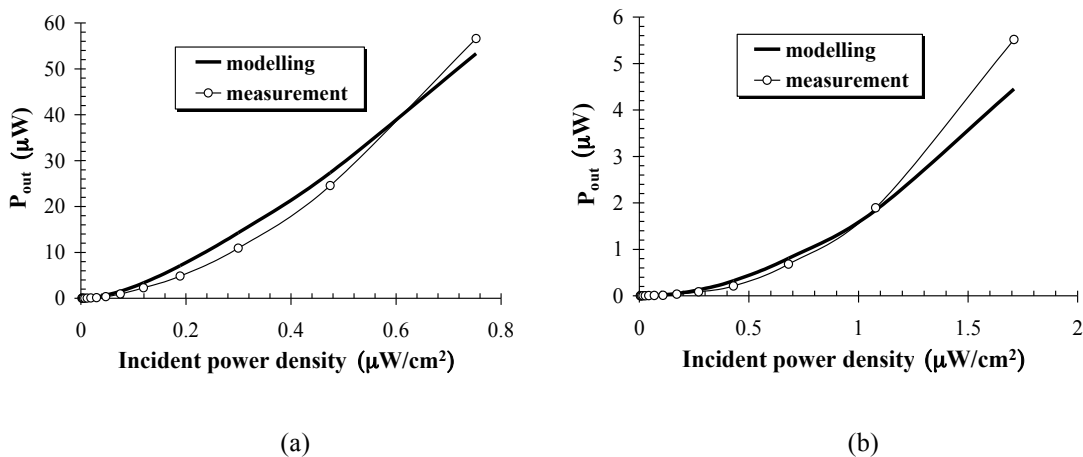 60
50
40
30
20
10
0
P_out (μW)
modelling
measurement
0 0.2 0.4 0.6 0.8
Incident power density (μW/cm²)
(a)
6
5
4
3
2
1
0
P_out (μW)
modelling
measurement
0 0.5 1 1.5 2
Incident power density (μW/cm²)
(b)